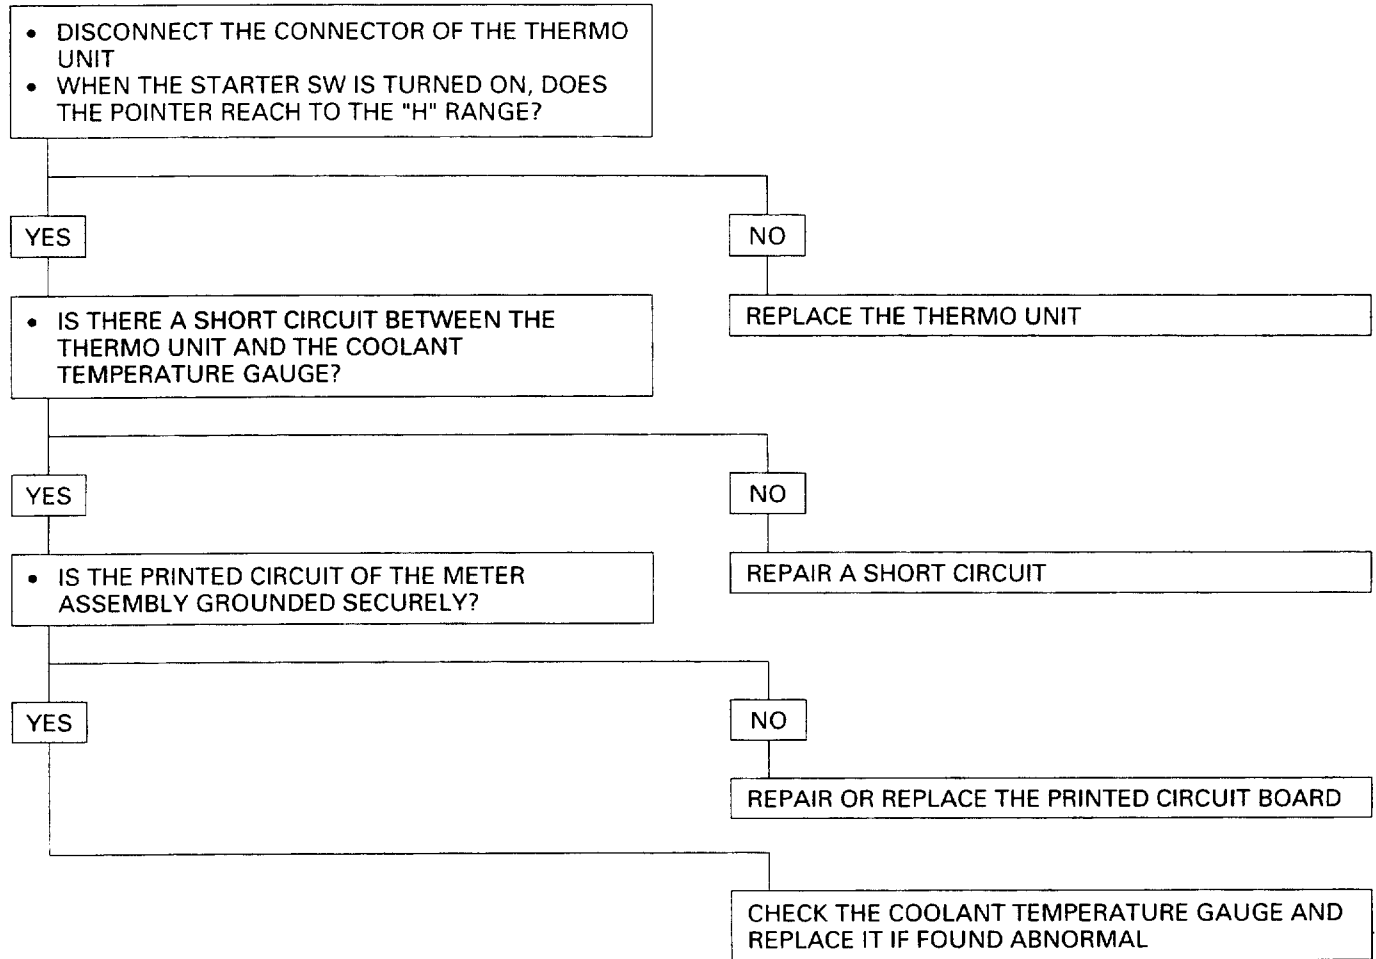 • DISCONNECT THE CONNECTOR OF THE THERMO
UNIT
• WHEN THE STARTER SW IS TURNED ON, DOES
THE POINTER REACH TO THE "H" RANGE?
YES
NO
• IS THERE A SHORT CIRCUIT BETWEEN THE
THERMO UNIT AND THE COOLANT
TEMPERATURE GAUGE?
REPLACE THE THERMO UNIT
YES
NO
• IS THE PRINTED CIRCUIT OF THE METER
ASSEMBLY GROUNDED SECURELY?
REPAIR A SHORT CIRCUIT
YES
NO
REPAIR OR REPLACE THE PRINTED CIRCUIT BOARD
CHECK THE COOLANT TEMPERATURE GAUGE AND
REPLACE IT IF FOUND ABNORMAL